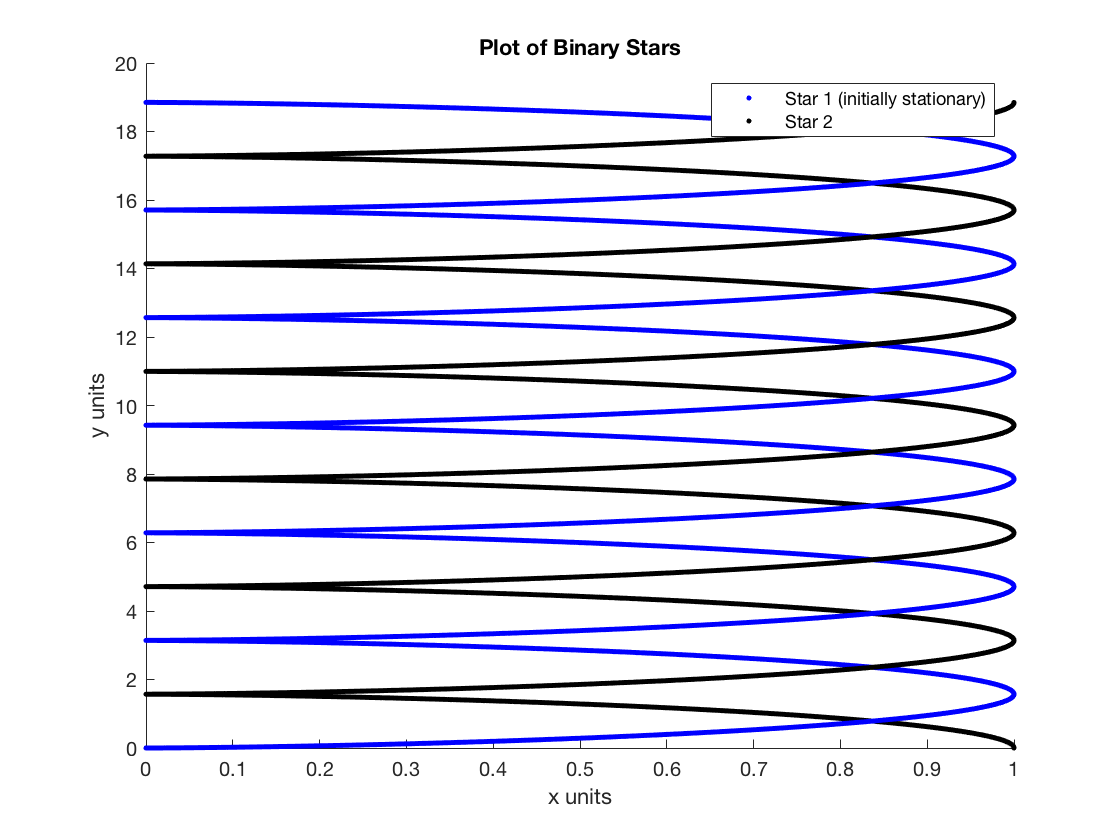 Plot of Binary Stars
Star 1 (initially stationary)
Star 2
20
18
16
14
12
10
8
6
4
2
0
y units
0 0.1 0.2 0.3 0.4 0.5 0.6 0.7 0.8 0.9 1
x units